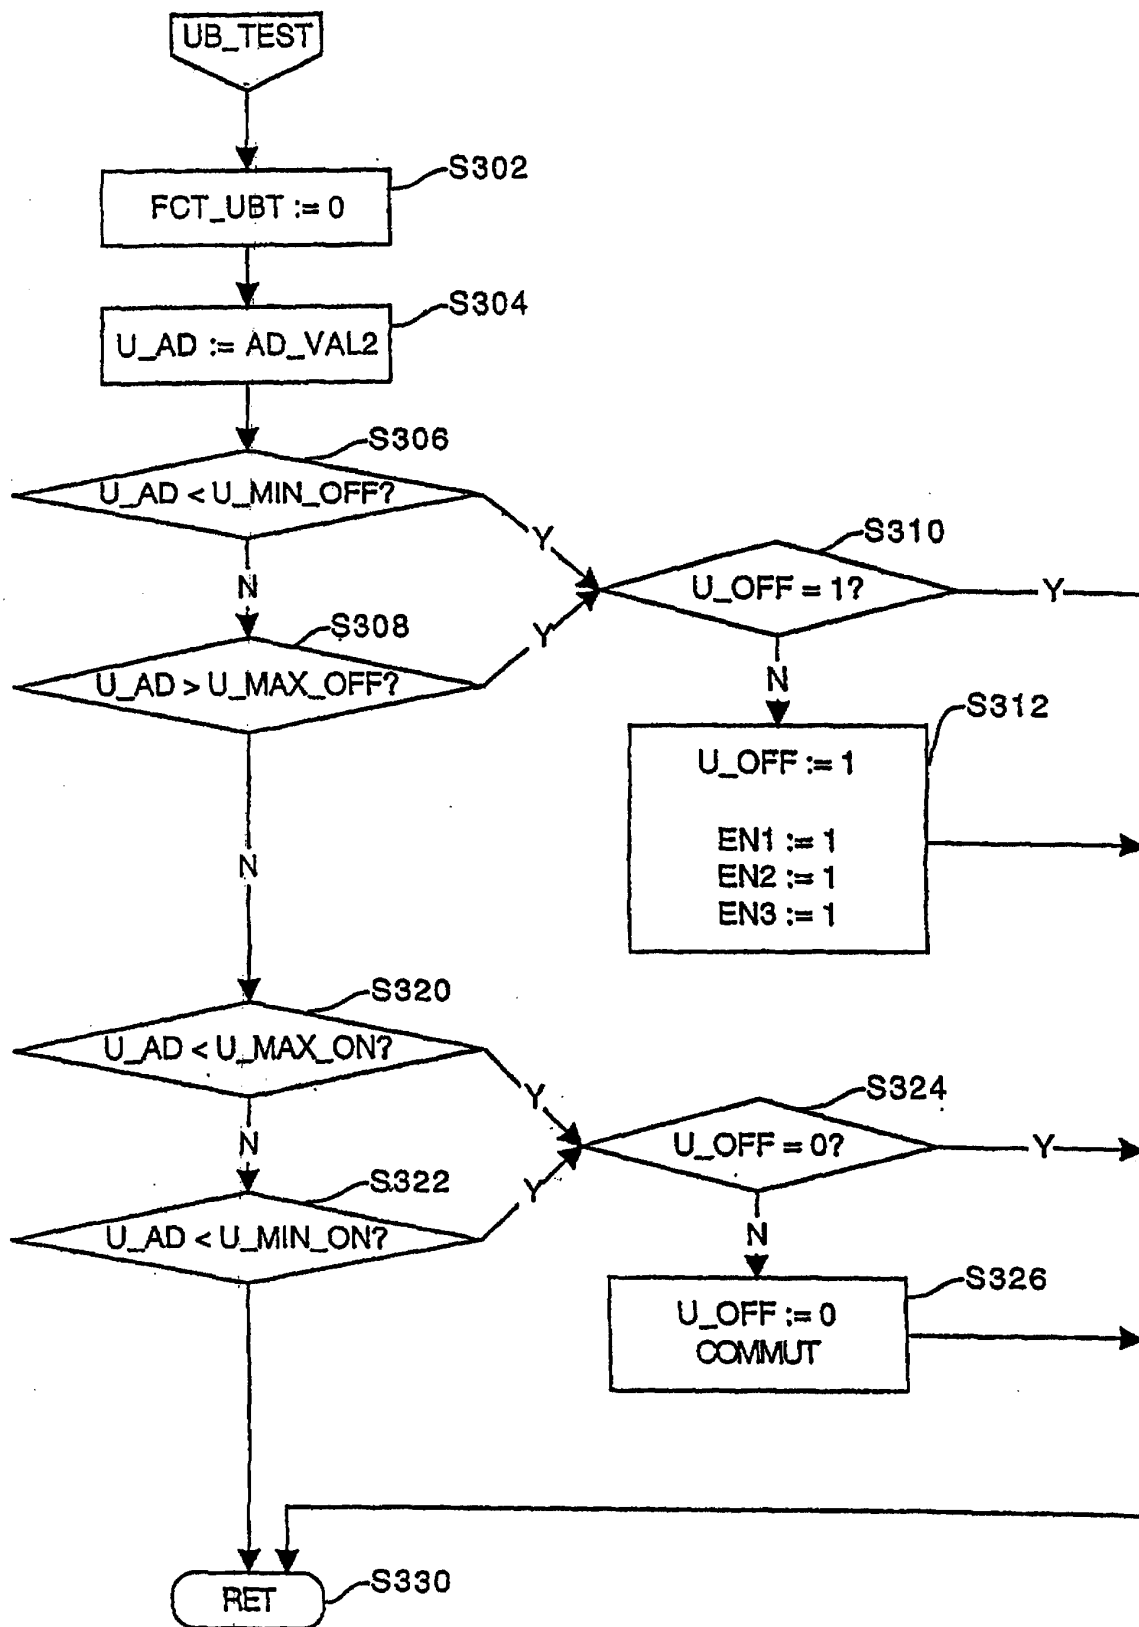 UB_TEST
S302
FCT_UBT := 0
S304
U_AD := AD_VAL2
S306
U_AD < U_MIN_OFF?
Y
N
S310
U_OFF = 1?
Y
S308
U_AD > U_MAX_OFF?
Y
N
S312
U_OFF := 1
EN1 := 1
EN2 := 1
EN3 := 1
N
S320
U_AD < U_MAX_ON?
Y
N
S324
U_OFF = 0?
Y
S322
U_AD < U_MIN_ON?
Y
N
S326
U_OFF := 0
COMMUT
RET
S330